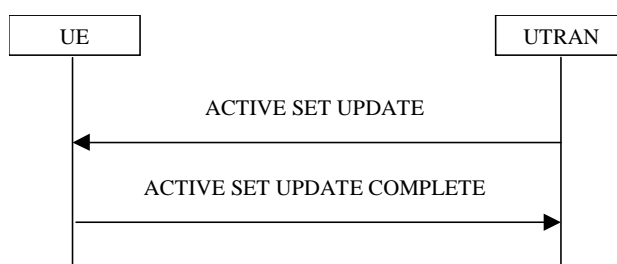 UE
UTRAN
ACTIVE SET UPDATE
ACTIVE SET UPDATE COMPLETE